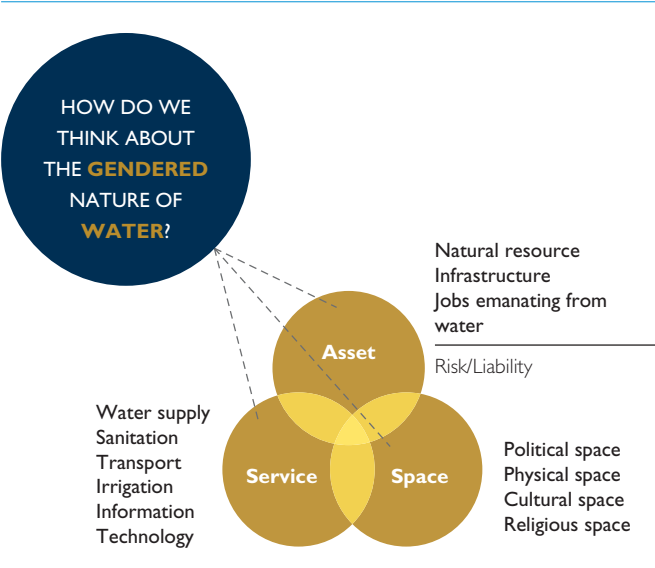 HOW DO WE
THINK ABOUT
THE GENDERED
NATURE OF
WATER?
Natural resource
Infrastructure
Jobs emanating from
water
Risk/Liability
Asset
Water supply
Sanitation
Transport
Irrigation
Information
Technology
Service
Space
Political space
Physical space
Cultural space
Religious space